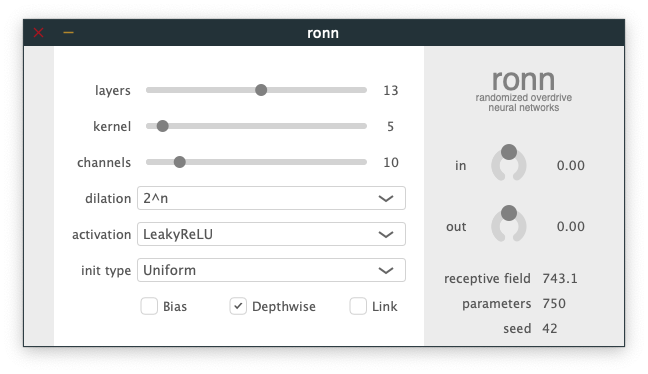 ronn
layers 13
kernel 5
channels 10
dilation 2^n
activation LeakyReLU
init type Uniform
Bias Depthwise Link
ronn
randomized overdrive
neural networks
in 0.00
out 0.00
receptive field 743.1
parameters 750
seed 42